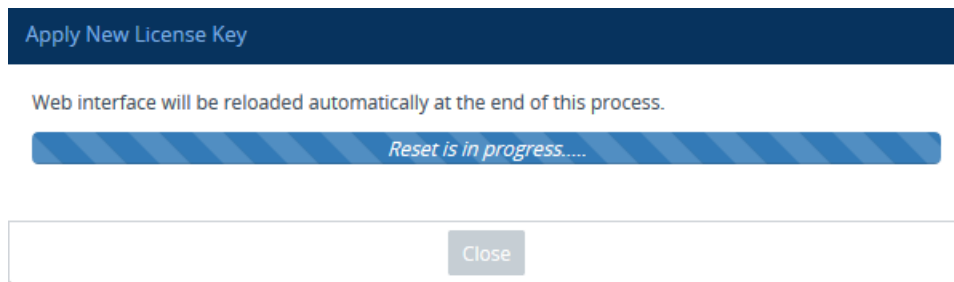 Apply New License Key
Web interface will be reloaded automatically at the end of this process.
Reset is in progress.....
Close